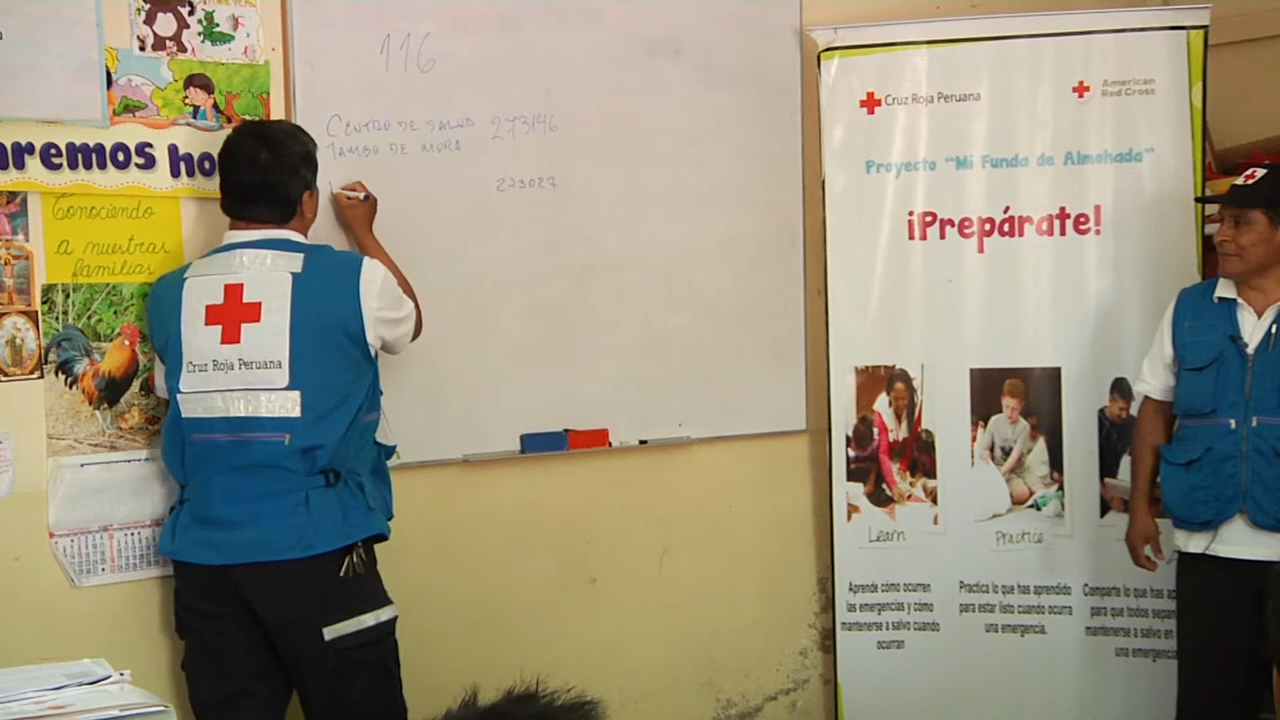 116
CENTRO DE SALUD 273146
TAMBO DE MORA
273027
aremos ho
Conociendo
a nuestras
familias
Cruz Roja Peruana
Cruz Roja Peruana
American
Red Cross
Proyecto "Mi Funda de Almohada"
¡Prepárate!
Learn
Practice
Aprende cómo ocurren
las emergencias y cómo
mantenerse a salvo cuando
ocurran
Practica lo que has aprendido
para estar listo cuando ocurra
una emergencia.
Comparte lo que has
para que todos sepan
mantenerse a salvo en
una emergencia